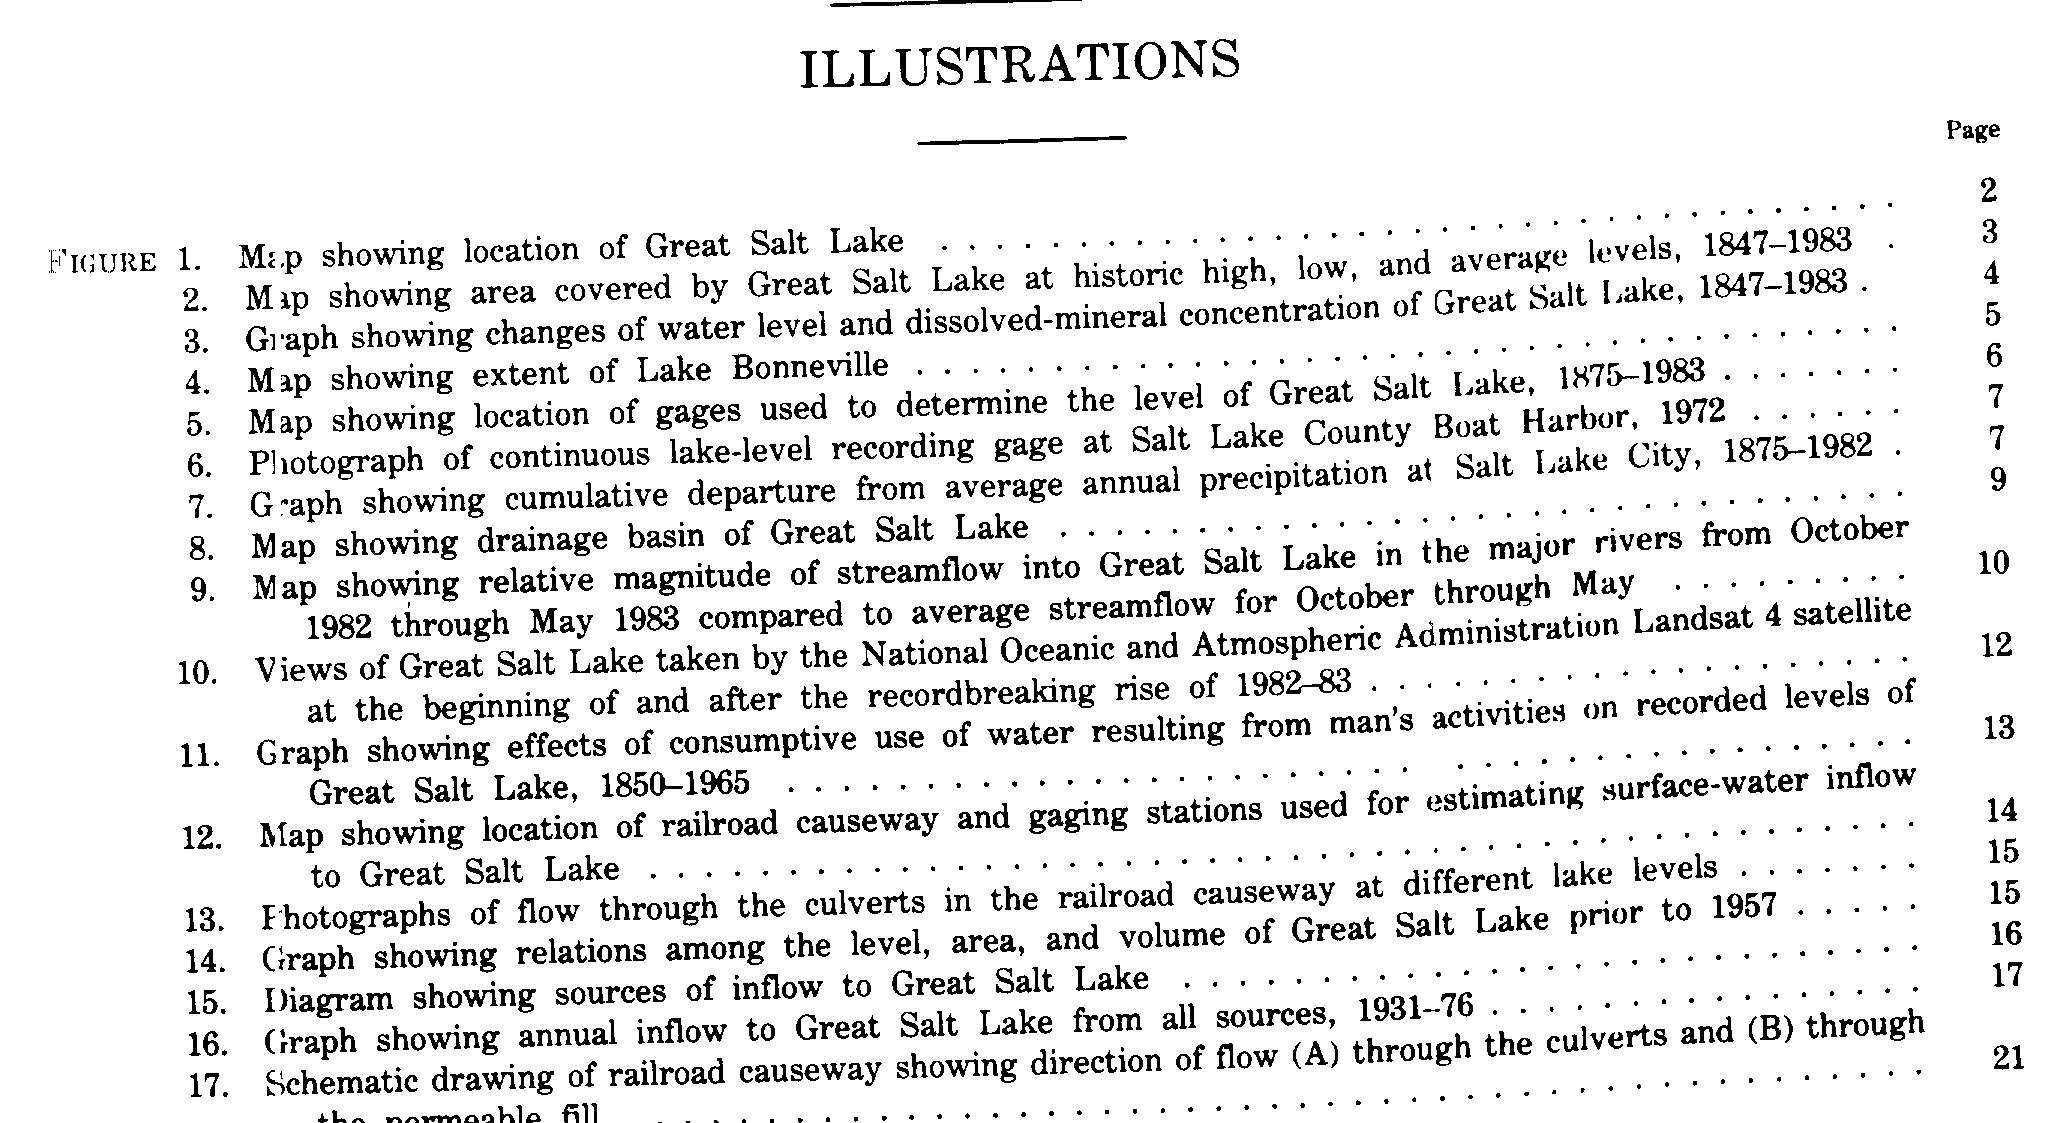 ILLUSTRATIONS
Page
FIGURE 1. Map showing location of Great Salt Lake . . . . . . . . . . . . . . . . . . . . 2
2. Map showing area covered by Great Salt Lake at historic high, low, and average levels, 1847–1983 . 3
3. Graph showing changes of water level and dissolved-mineral concentration of Great Salt Lake, 1847–1983 . 4
4. Map showing extent of Lake Bonneville . . . . . . . . . . . . . . . . . . . . 5
5. Map showing location of gages used to determine the level of Great Salt Lake, 1875–1983 . . . . . . . 6
6. Photograph of continuous lake-level recording gage at Salt Lake County Boat Harbor, 1972 . . . . . . 7
7. Graph showing cumulative departure from average annual precipitation at Salt Lake City, 1875–1982 . 7
8. Map showing drainage basin of Great Salt Lake . . . . . . . . . . . . . . . . . . . . 9
9. Map showing relative magnitude of streamflow into Great Salt Lake in the major rivers from October
1982 through May 1983 compared to average streamflow for October through May . . . . . . . . . 10
10. Views of Great Salt Lake taken by the National Oceanic and Atmospheric Administration Landsat 4 satellite
at the beginning of and after the recordbreaking rise of 1982–83 . . . . . . . . . . . . . . . . . . . . 12
11. Graph showing effects of consumptive use of water resulting from man's activities on recorded levels of
Great Salt Lake, 1850–1965 . . . . . . . . . . . . . . . . . . . . 13
12. Map showing location of railroad causeway and gaging stations used for estimating surface-water inflow
to Great Salt Lake . . . . . . . . . . . . . . . . . . . . 14
13. Photographs of flow through the culverts in the railroad causeway at different lake levels . . . . . . . 15
14. Graph showing relations among the level, area, and volume of Great Salt Lake prior to 1957 . . . . . 15
15. Diagram showing sources of inflow to Great Salt Lake . . . . . . . . . . . . . . . . . . . . 16
16. Graph showing annual inflow to Great Salt Lake from all sources, 1931–76 . . . . . . . . . . . . . . . . 17
17. Schematic drawing of railroad causeway showing direction of flow (A) through the culverts and (B) through
the permeable fill . . . . . . . . . . . . . . . . . . . . 21